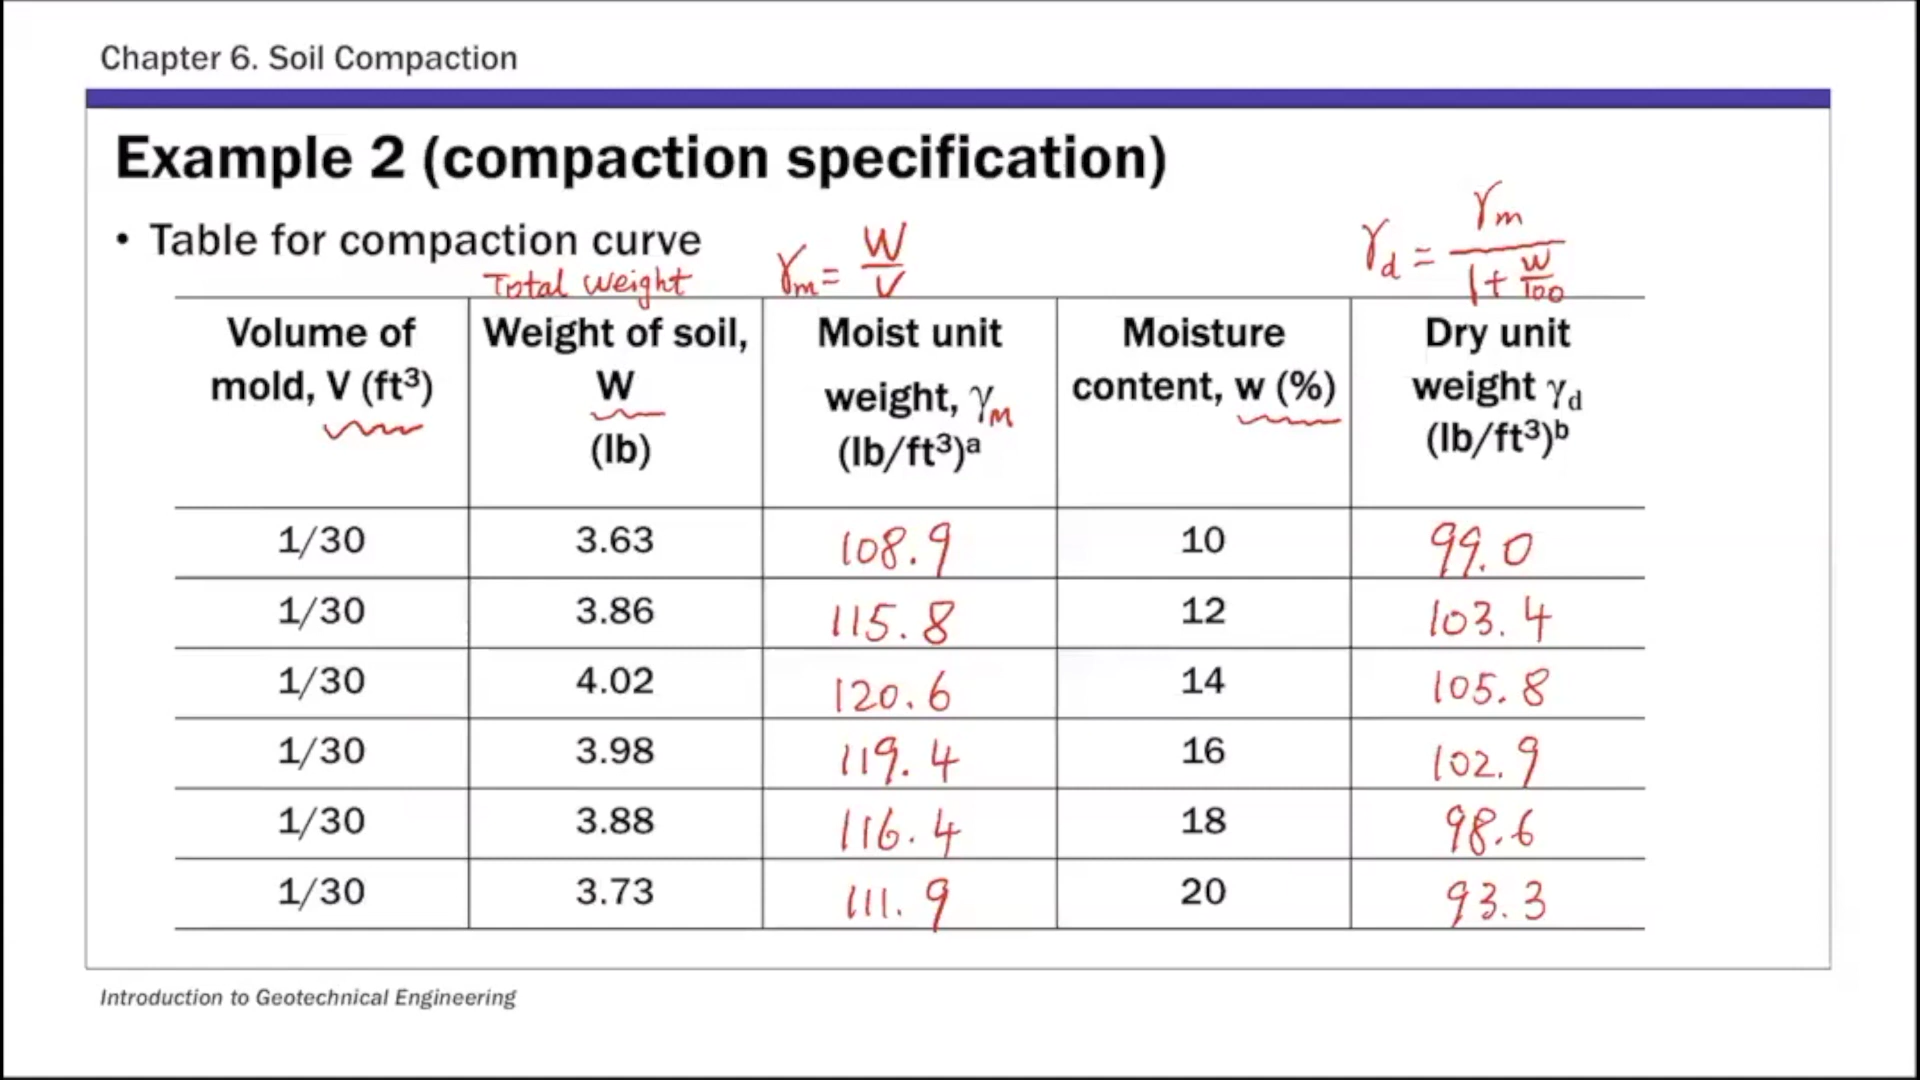 Chapter 6. Soil Compaction
Example 2 (compaction specification)
• Table for compaction curve
Total weight
γm = W/V
γd = γm / (1 + w/100)
Volume of mold, V (ft³) | Weight of soil, W (lb) | Moist unit weight, γm (lb/ft³)ᵃ | Moisture content, w (%) | Dry unit weight γd (lb/ft³)ᵇ
1/30 | 3.63 | 108.9 | 10 | 99.0
1/30 | 3.86 | 115.8 | 12 | 103.4
1/30 | 4.02 | 120.6 | 14 | 105.8
1/30 | 3.98 | 119.4 | 16 | 102.9
1/30 | 3.88 | 116.4 | 18 | 98.6
1/30 | 3.73 | 111.9 | 20 | 93.3
Introduction to Geotechnical Engineering